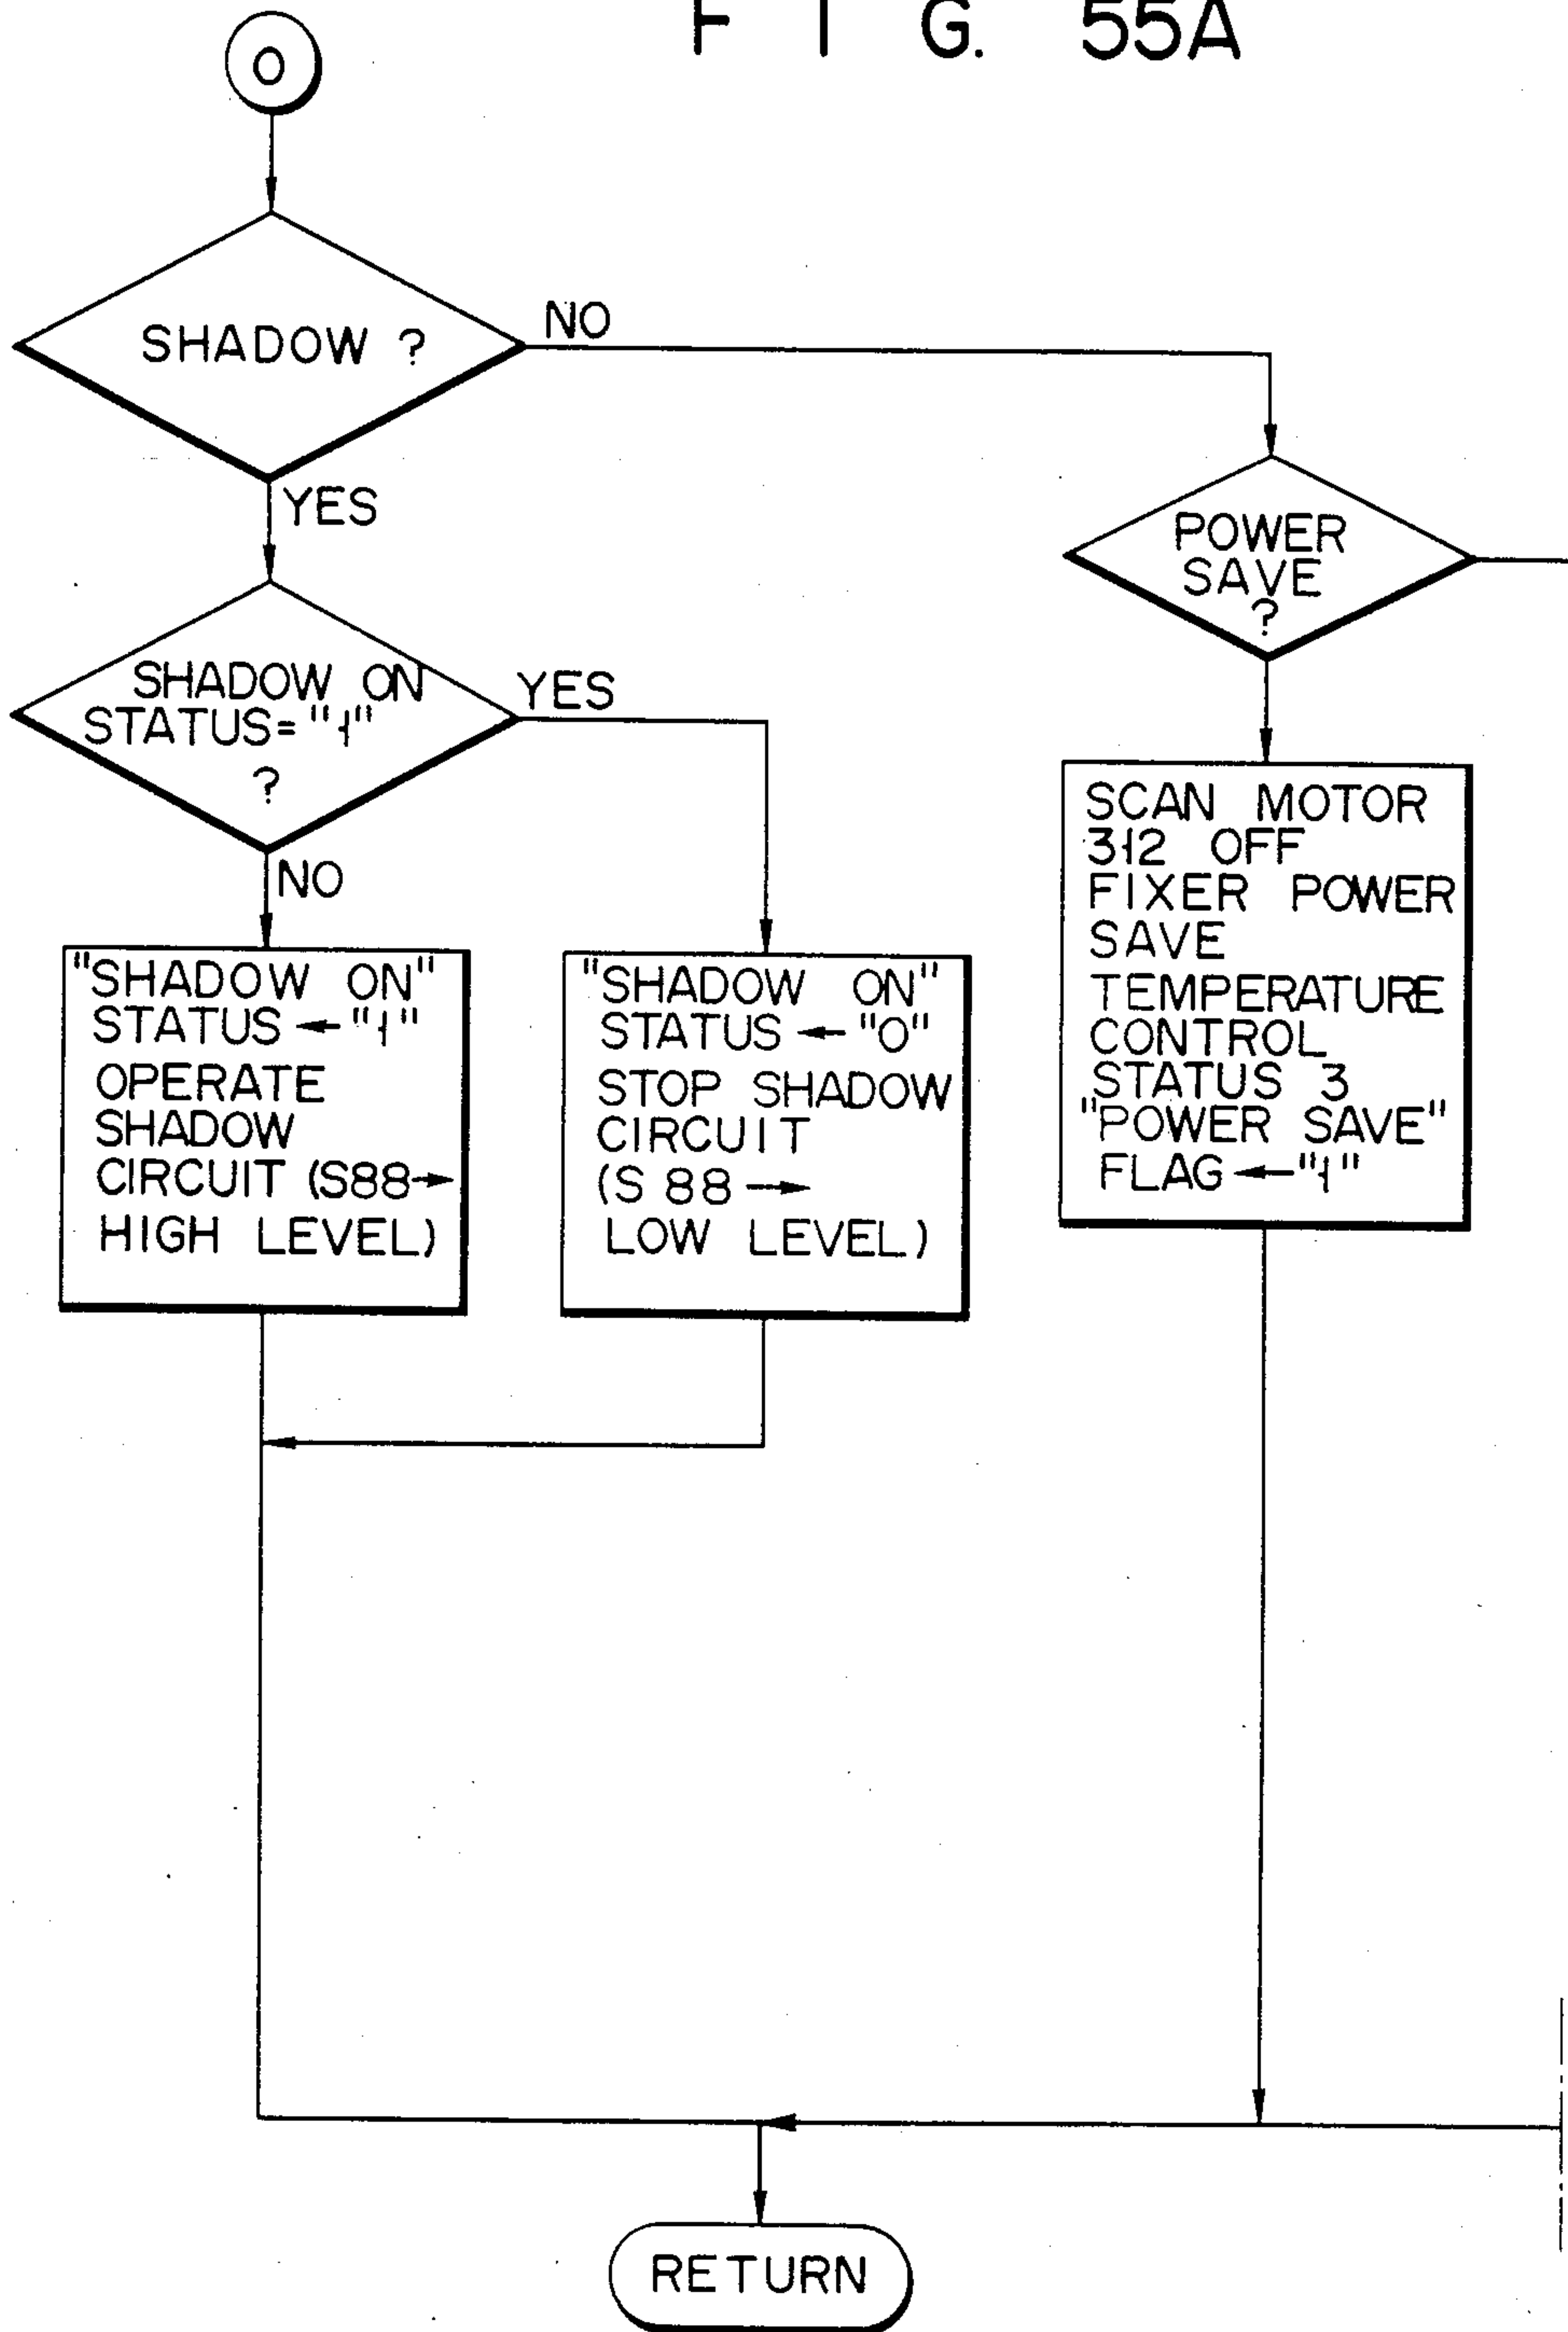 F I G. 55A
O
SHADOW ?
NO
YES
POWER
SAVE
?
SHADOW ON
STATUS="1"
?
YES
NO
"SHADOW ON"
STATUS ← "1"
OPERATE
SHADOW
CIRCUIT (S88→
HIGH LEVEL)
"SHADOW ON"
STATUS ← "0"
STOP SHADOW
CIRCUIT
(S 88 →
LOW LEVEL)
SCAN MOTOR
312 OFF
FIXER POWER
SAVE
TEMPERATURE
CONTROL
STATUS 3
"POWER SAVE"
FLAG ← "1"
RETURN